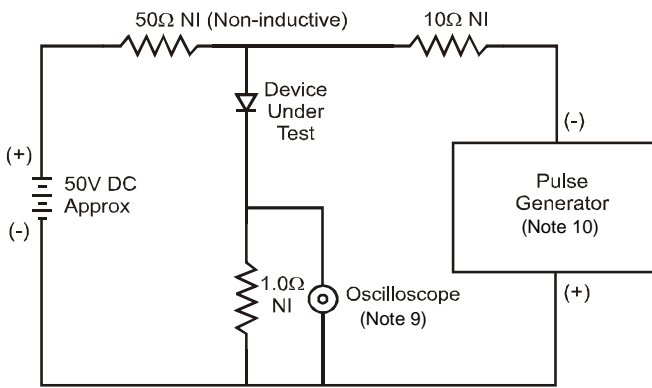 50Ω NI (Non-inductive)
10Ω NI
Device
Under
Test
(-)
(+)
50V DC
Approx
(-)
Pulse
Generator
(Note 10)
1.0Ω
NI
Oscilloscope
(Note 9)
(+)